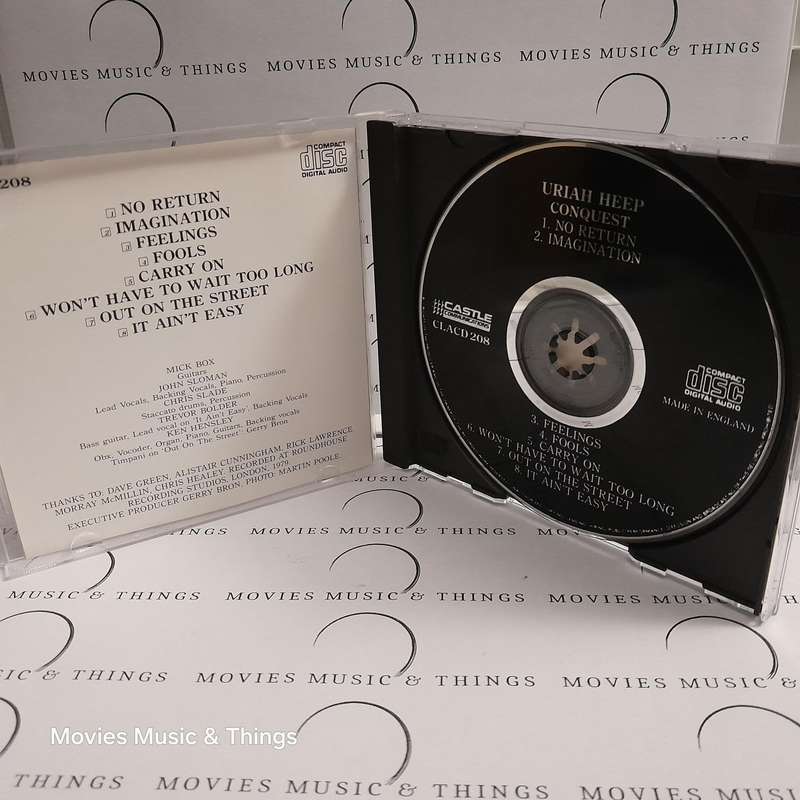 MOVIES MUSIC & THINGS MOVIES MUSIC & THINGS MOVIES MUSIC & THINGS
208
COMPACT
disc
DIGITAL AUDIO
1 NO RETURN
2 IMAGINATION
3 FEELINGS
4 FOOLS
5 CARRY ON
6 WON'T HAVE TO WAIT TOO LONG
7 OUT ON THE STREET
8 IT AIN'T EASY
MICK BOX
Guitars
JOHN SLOMAN
Lead Vocals, Backing Vocals, Piano, Percussion
CHRIS SLADE
Staccato drums, Percussion
TREVOR BOLDER
Bass guitar, Lead vocal on 'It Ain't Easy', Backing Vocals
KEN HENSLEY
Obx, Vocoder, Organ, Piano, Guitars, Backing vocals
Timpani on 'Out On The Street': Gerry Bron
THANKS TO: DAVE GREEN, ALISTAIR CUNNINGHAM, RICK LAWRENCE
MORRAY McMILLIN, CHRIS HEALEY. RECORDED AT ROUNDHOUSE
RECORDING STUDIOS, LONDON, 1979
EXECUTIVE PRODUCER GERRY BRON, PHOTO: MARTIN POOLE.
URIAH HEEP
CONQUEST
1. NO RETURN
2. IMAGINATION
CASTLE
COMMUNICATIONS
CLACD 208
COMPACT
disc
DIGITAL AUDIO
MADE IN ENGLAND
3. FEELINGS
4. FOOLS
5. CARRY ON
6. WON'T HAVE TO WAIT TOO LONG
7. OUT ON THE STREET
8. IT AIN'T EASY
MUSIC & THINGS MOVIES MUSIC & THINGS MOVIES MUSIC &
& THINGS MOVIES MUSIC & THINGS MOVIES MUSIC & THINGS
Movies Music & Things
THINGS MOVIES MUSIC & THINGS MOVIES MUSIC & THINGS